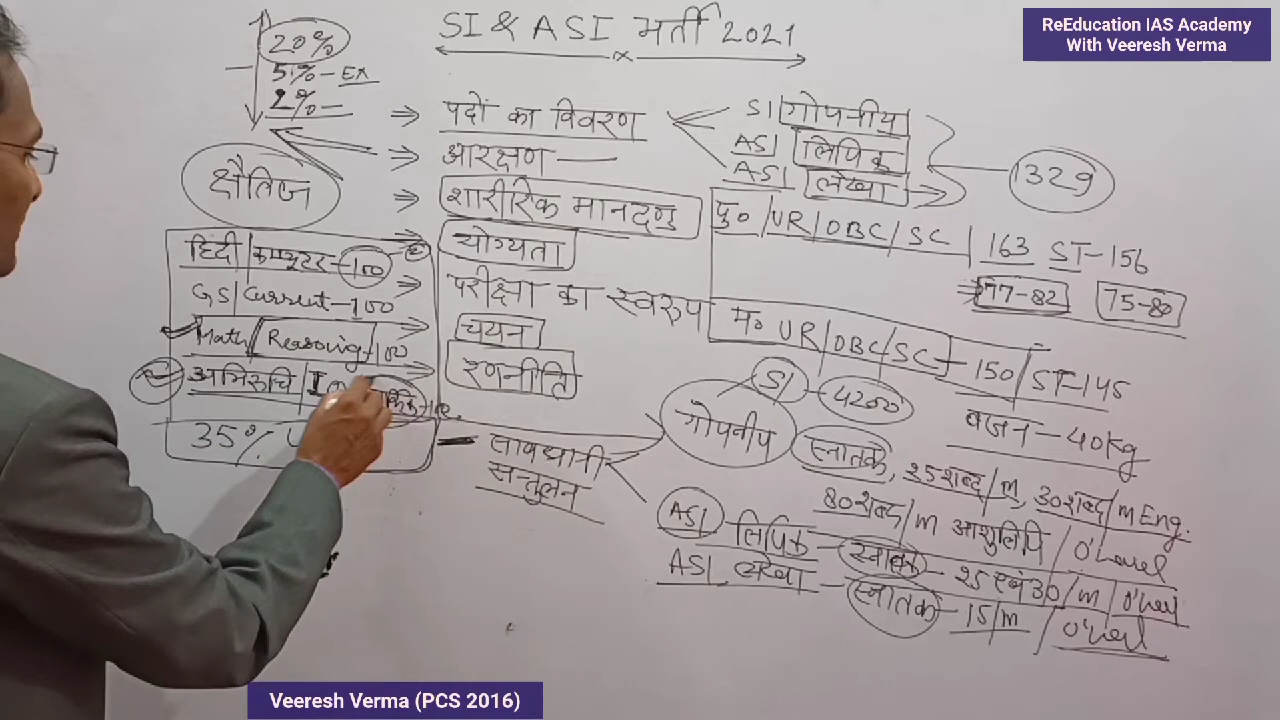 ReEducation IAS Academy
With Veeresh Verma
SI & ASI भर्ती 2021
20%
5% - Ex
2% -
क्षैतिज
पदों का विवरण
आरक्षण
शारीरिक मानदण्ड
योग्यता
परीक्षा का स्वरूप
चयन
रणनीति
SI गोपनीय
ASI लिपिक
ASI लेखा
1329
पु० / UR / OBC / SC | 163 ST - 156
77-82 75-80
म० UR / OBC / SC - 150 / ST - 145
वजन - 40 kg
हिंदी / कम्प्यूटर - 100
GS / Current - 100
Math / Reasoning - 100
अभिरूचि
35%
सावधानी
सन्तुलन
SI - 4200
गोपनीय स्नातक, 25 शब्द/m, 30 शब्द/m Eng.
80 शब्द/m आशुलिपि / O'Level
ASI लिपिक - स्नातक - 25 एवं 30/m / O'Level
ASI लेखा - स्नातक - 15/m / O'Level
Veeresh Verma (PCS 2016)